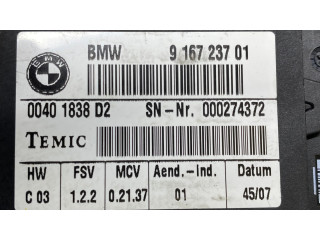 BMW
BMW 9 167 237 01
0040 1838 D2 SN-Nr. 000274372
TEMIC
HW FSV MCV Aend.-Ind. Datum
C 03 1.2.2 0.21.37 01 45/07